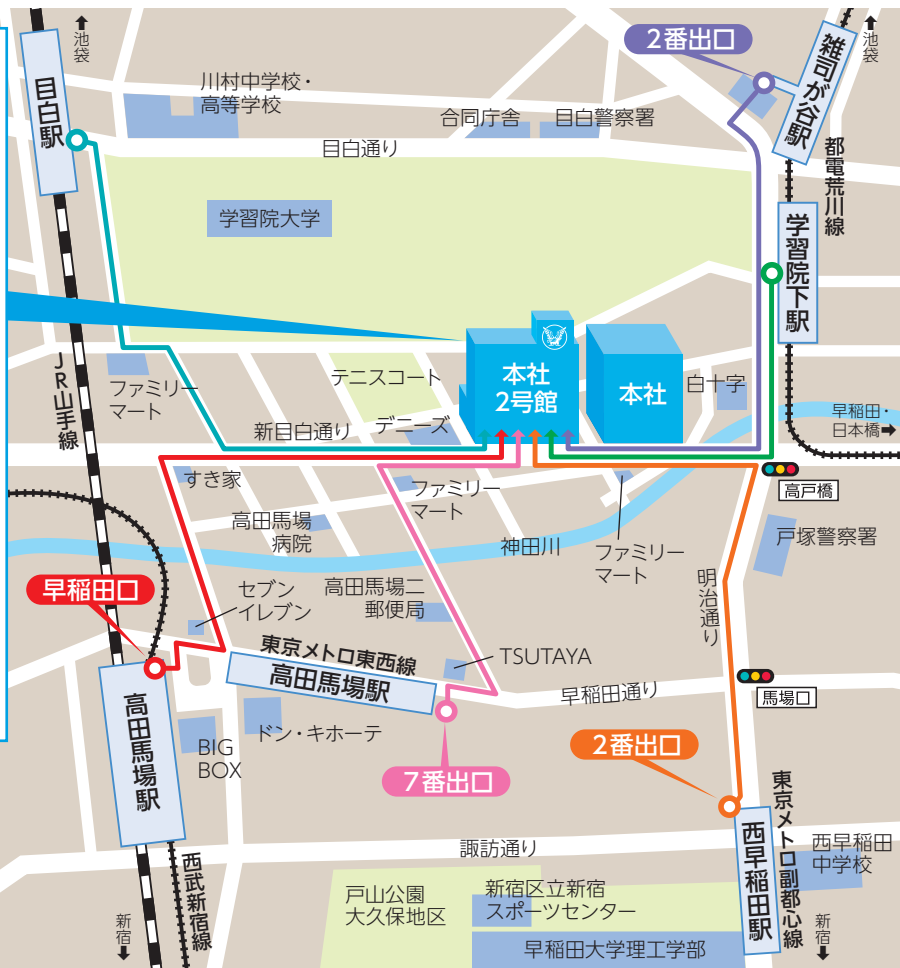 池袋
目白駅
川村中学校・
高等学校
目白通り
合同庁舎
目白警察署
2番出口
雑司が谷駅
池袋
都電荒川線
学習院大学
学習院下駅
JR山手線
ファミリー
マート
テニスコート
デニーズ
新目白通り
本社
2号館
本社
白十字
早稲田・
日本橋
すき家
高田馬場
病院
ファミリー
マート
神田川
ファミリー
マート
高戸橋
戸塚警察署
明治通り
早稲田口
セブン
イレブン
高田馬場二
郵便局
東京メトロ東西線
高田馬場駅
TSUTAYA
早稲田通り
馬場口
高田馬場駅
BIG
BOX
ドン・キホーテ
7番出口
2番出口
諏訪通り
西武新宿線
新宿
戸山公園
大久保地区
新宿区立新宿
スポーツセンター
早稲田大学理工学部
西早稲田駅
東京メトロ副都心線
西早稲田
中学校
新宿